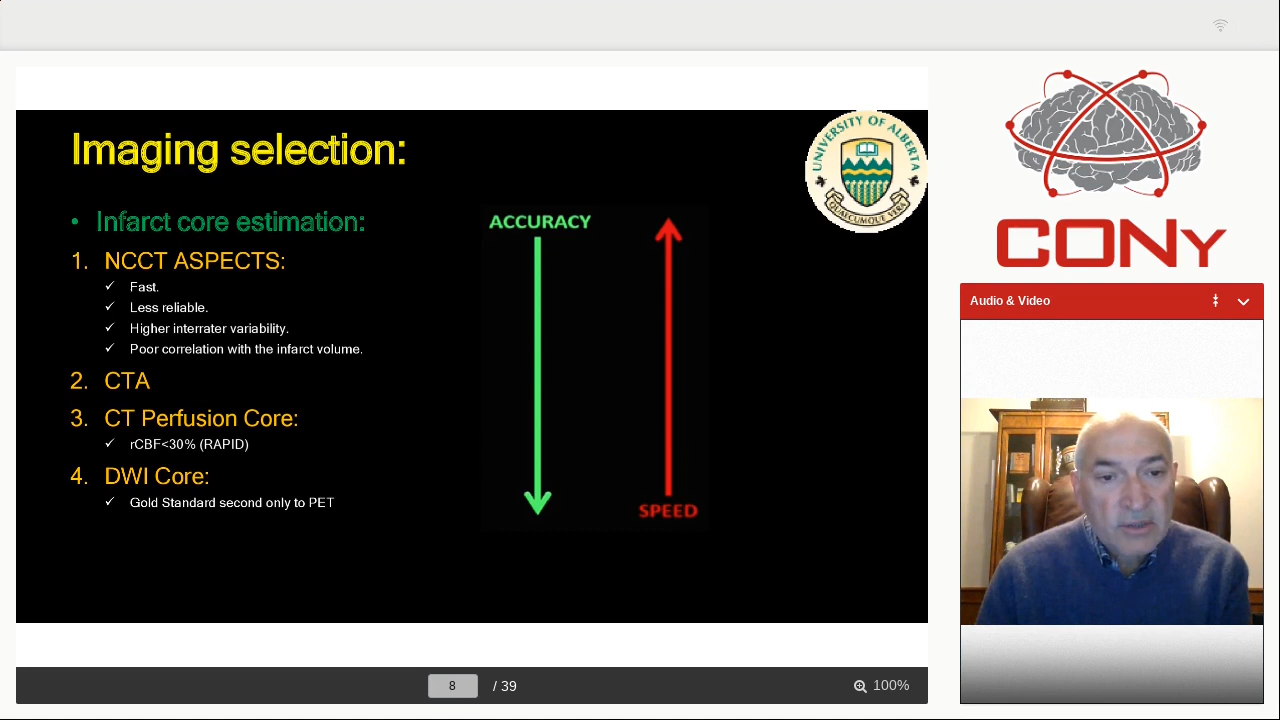 Imaging selection:
• Infarct core estimation:
1. NCCT ASPECTS:
✓ Fast.
✓ Less reliable.
✓ Higher interrater variability.
✓ Poor correlation with the infarct volume.
2. CTA
3. CT Perfusion Core:
✓ rCBF<30% (RAPID)
4. DWI Core:
✓ Gold Standard second only to PET
ACCURACY
SPEED
UNIVERSITY OF ALBERTA
QUAECUMQUE VERA
CONy
Audio & Video
8 / 39
100%